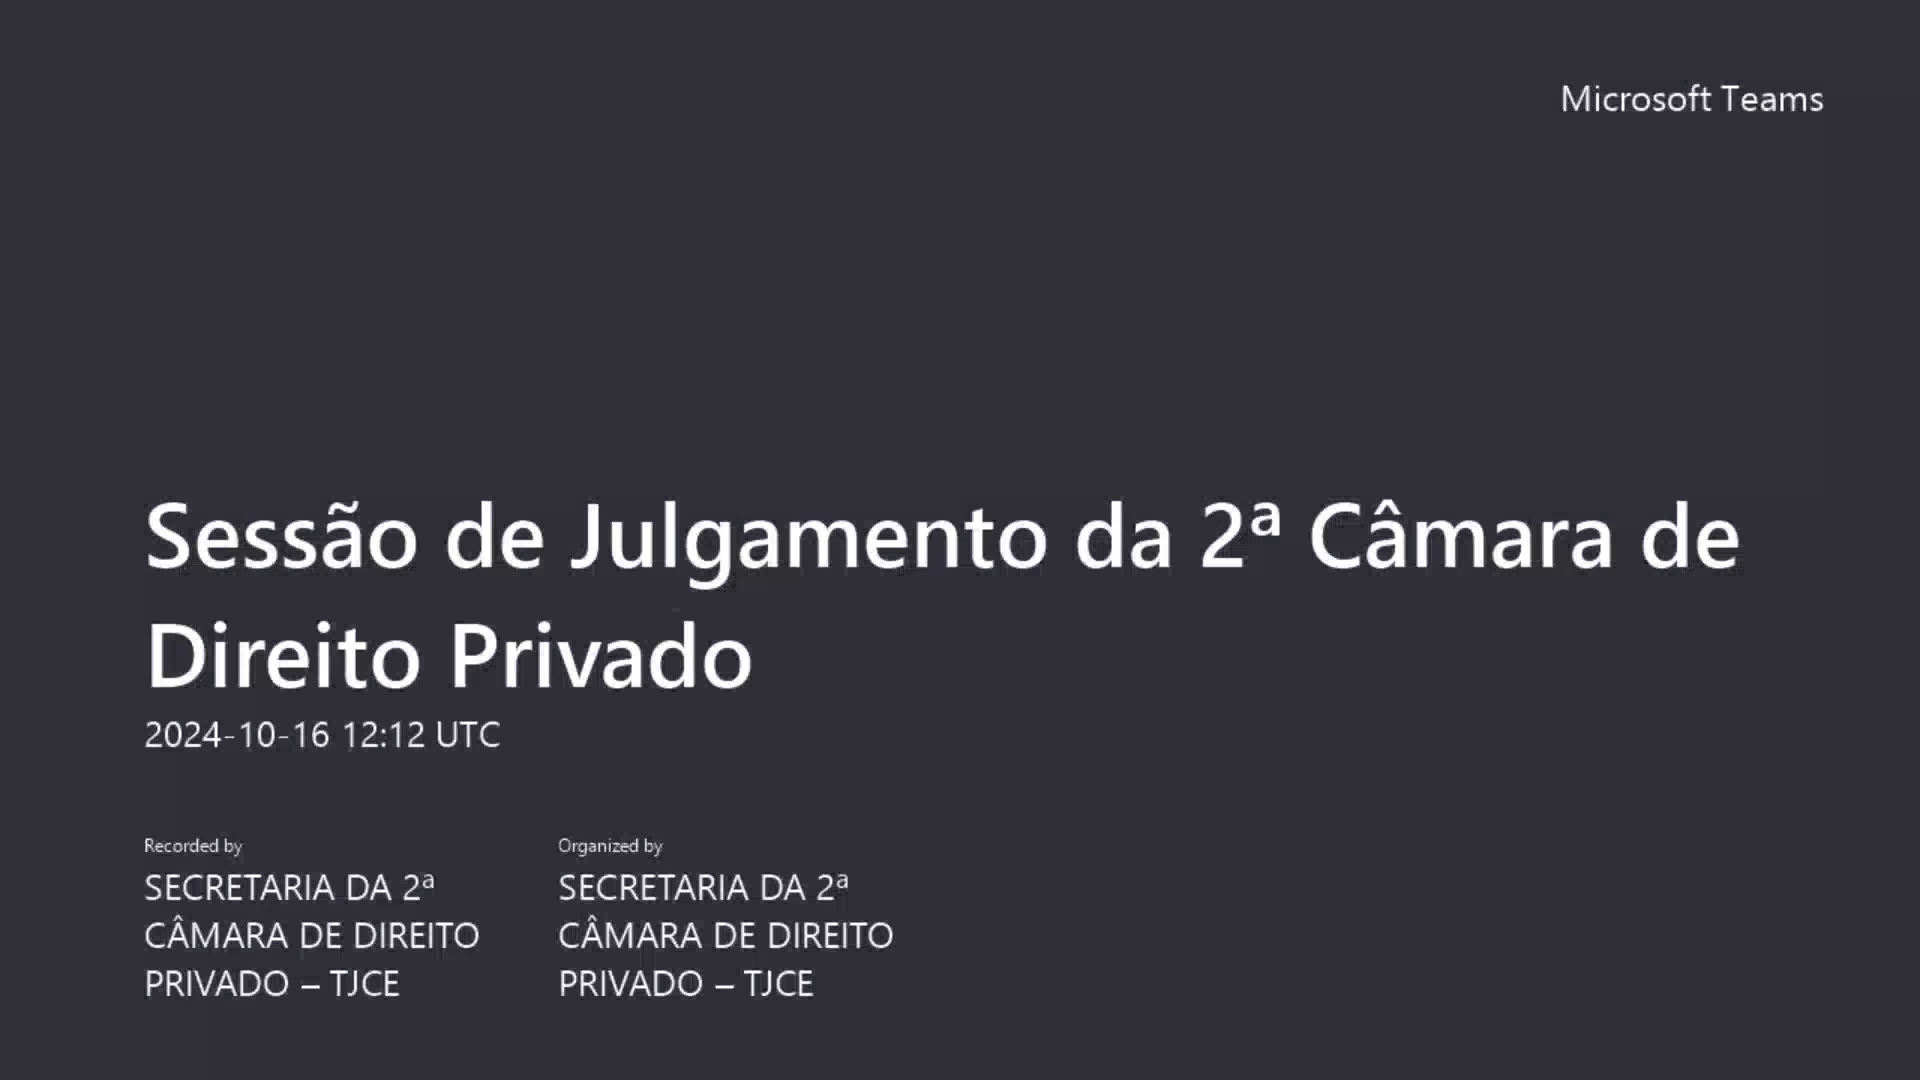 Microsoft Teams
Sessão de Julgamento da 2ª Câmara de
Direito Privado
2024-10-16 12:12 UTC
Recorded by
SECRETARIA DA 2ª
CÂMARA DE DIREITO
PRIVADO – TJCE
Organized by
SECRETARIA DA 2ª
CÂMARA DE DIREITO
PRIVADO – TJCE